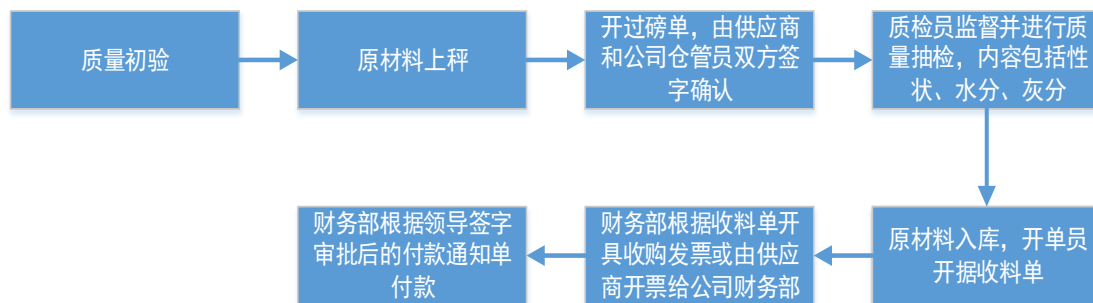 质量初验
原材料上秤
开过磅单，由供应商
和公司仓管员双方签
字确认
质检员监督并进行质
量抽检，内容包括性
状、水分、灰分
原材料入库，开单员
开据收料单
财务部根据收料单开
具收购发票或由供应
商开票给公司财务部
财务部根据领导签字
审批后的付款通知单
付款